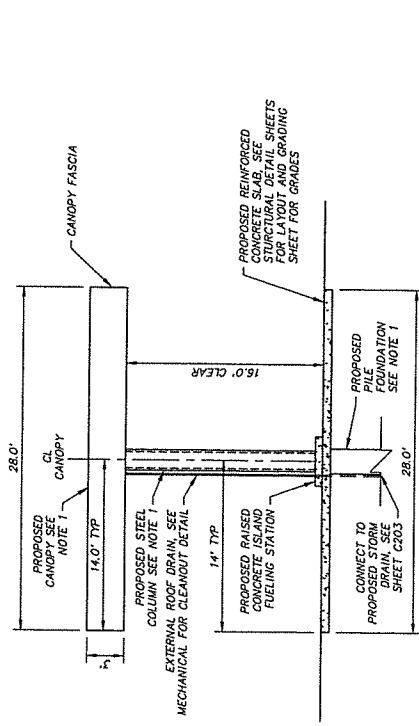 28.0'
CL
CANOPY
PROPOSED
CANOPY SEE
NOTE 1
14.0' TYP
CANOPY FASCIA
PROPOSED STEEL
COLUMN SEE NOTE 1
EXTERNAL ROOF DRAIN, SEE
MECHANICAL FOR CLEANOUT DETAIL
16.0' CLEAR
14' TYP
PROPOSED RAISED
CONCRETE ISLAND
FUELING STATION
PROPOSED REINFORCED
CONCRETE SLAB, SEE
STURCTURAL DETAIL SHEETS
FOR LAYOUT AND GRADING
SHEET FOR GRADES
CONNECT TO
PROPOSED STORM
DRAIN, SEE
SHEET C203
PROPOSED
PILE
FOUNDATION
SEE NOTE 1
28.0'